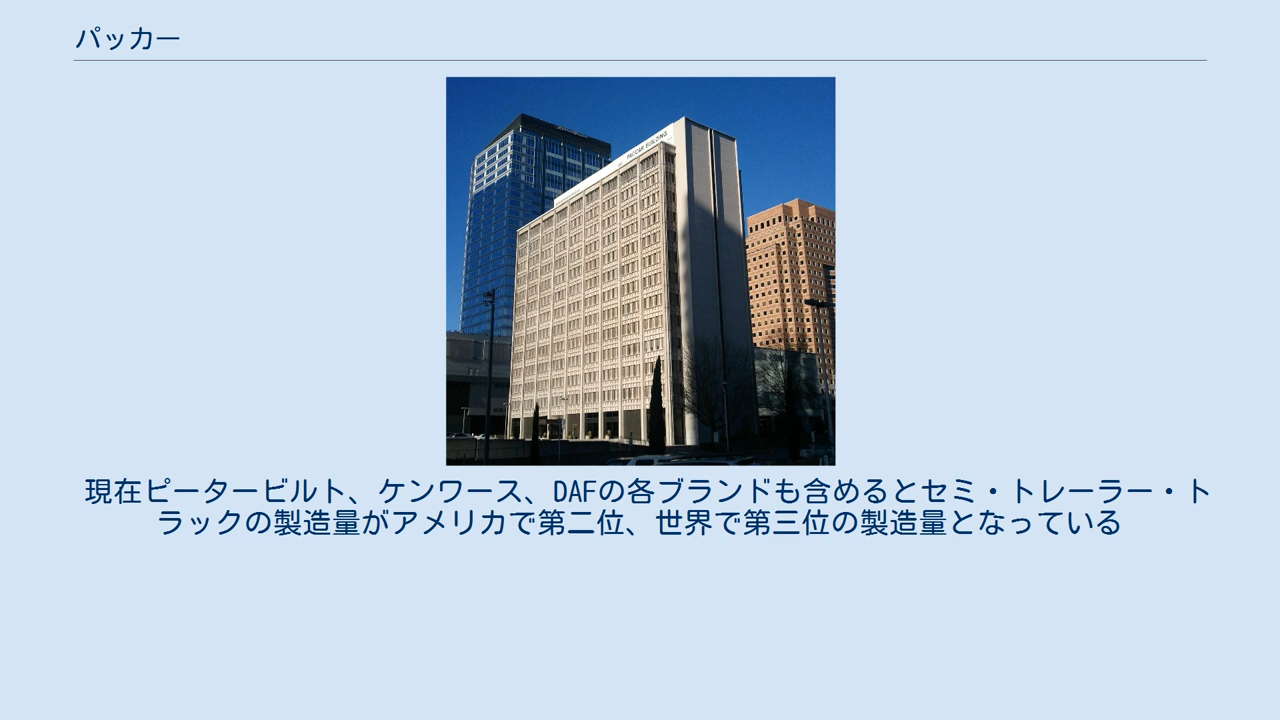 パッカー
PACCAR BUILDING
現在ピータービルト、ケンワース、DAFの各ブランドも含めるとセミ・トレーラー・ト
ラックの製造量がアメリカで第二位、世界で第三位の製造量となっている